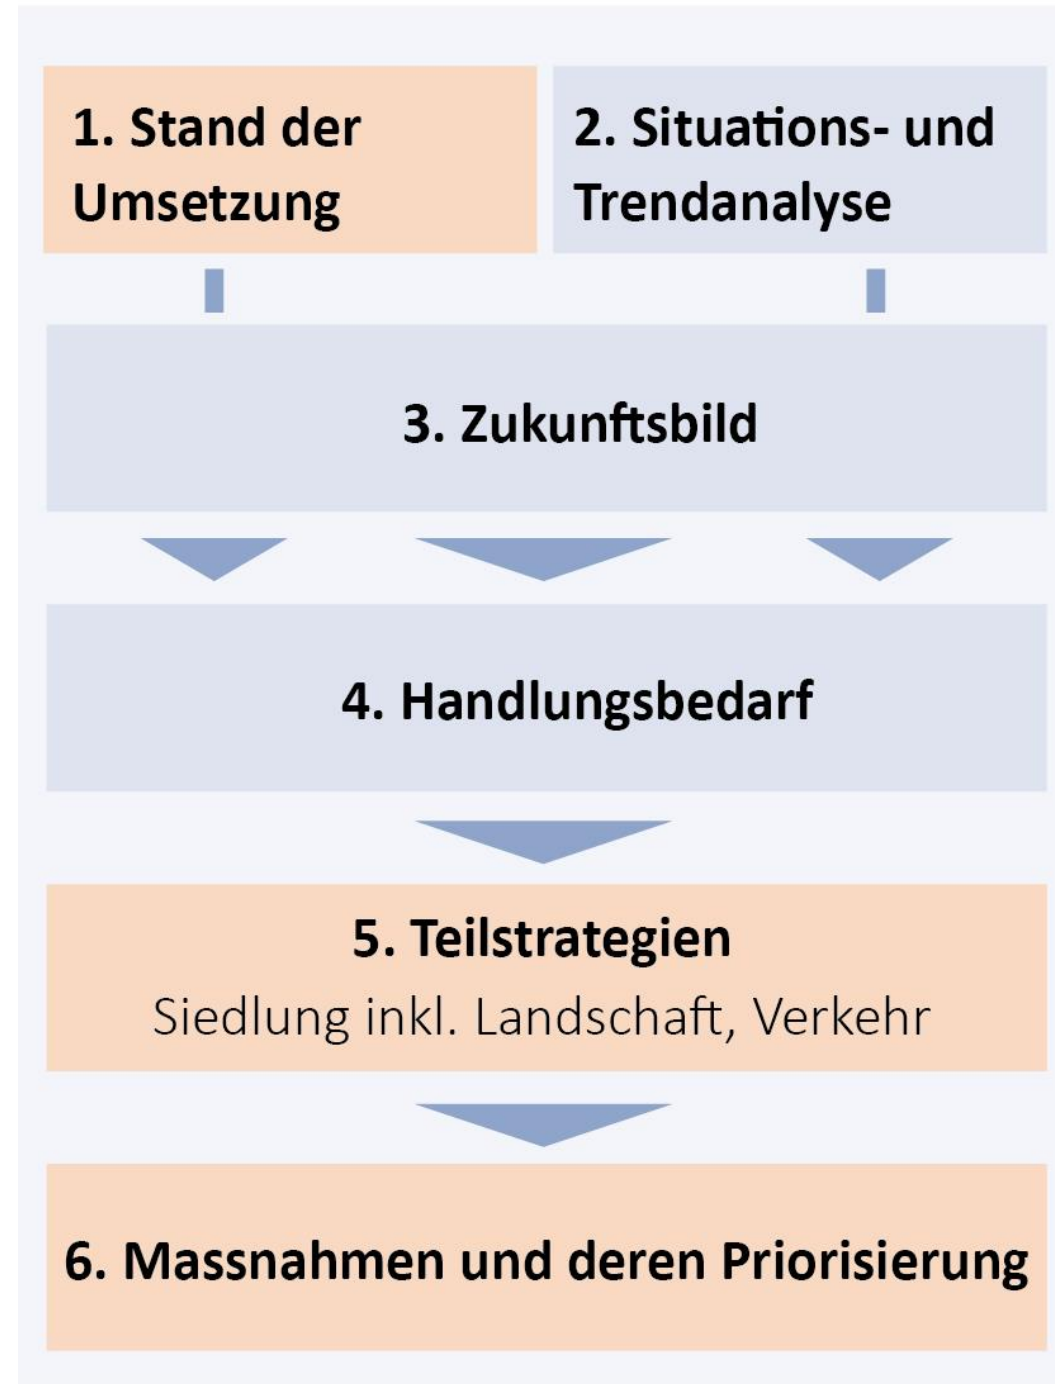 1. Stand der
Umsetzung
2. Situations- und
Trendanalyse
3. Zukunftsbild
4. Handlungsbedarf
5. Teilstrategien
Siedlung inkl. Landschaft, Verkehr
6. Massnahmen und deren Priorisierung